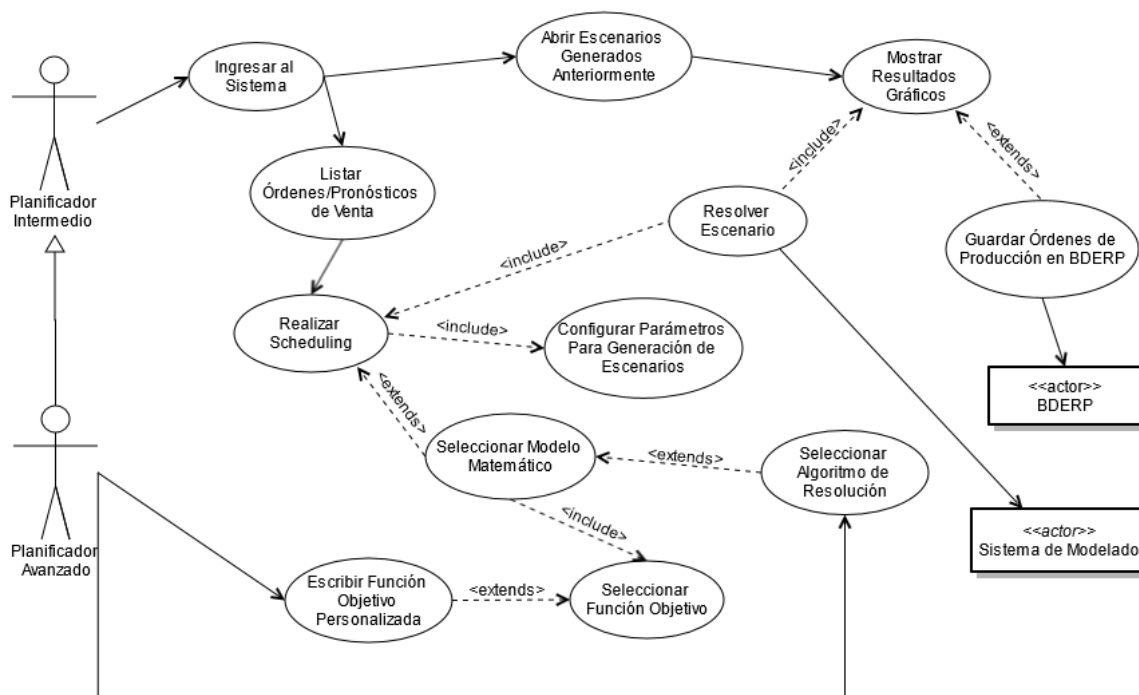 Abrir Escenarios
Generados
Anteriormente
Ingresar al
Sistema
Mostrar
Resultados
Gráficos
<include>
<extends>
Planificador
Intermedio
Listar
Órdenes/Pronósticos
de Venta
Resolver
Escenario
Guardar Órdenes de
Producción en BDERP
<include>
Realizar
Scheduling
<include>
Configurar Parámetros
Para Generación de
Escenarios
<<actor>>
BDERP
<extends>
Seleccionar Modelo
Matemático
<extends>
Seleccionar
Algoritmo de
Resolución
<include>
<<actor>>
Sistema de Modelado
Planificador
Avanzado
Escribir Función
Objetivo
Personalizada
<extends>
Seleccionar
Función Objetivo